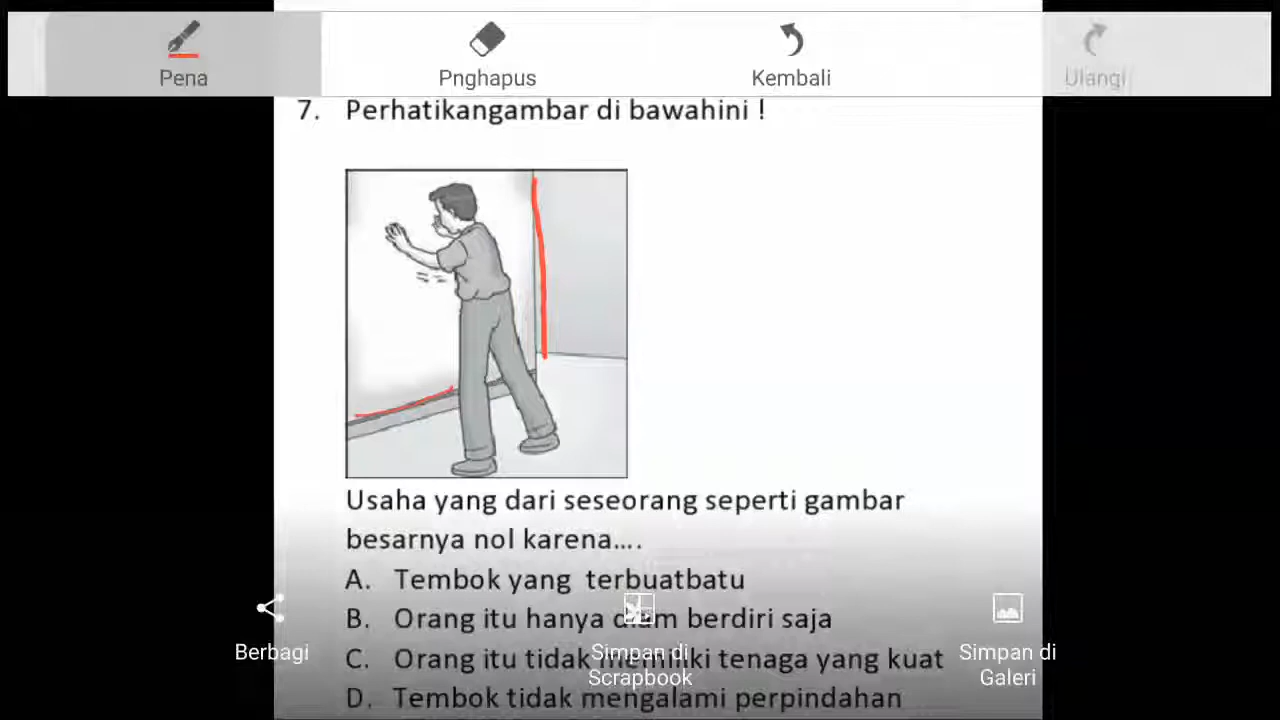 Pena
Pnghapus
Kembali
Ulangi
7. Perhatikangambar di bawahini !
Usaha yang dari seseorang seperti gambar
besarnya nol karena....
A. Tembok yang terbuatbatu
B. Orang itu hanya diam berdiri saja
C. Orang itu tidak memiliki tenaga yang kuat
D. Tembok tidak mengalami perpindahan
Berbagi
Simpan di
Scrapbook
Simpan di
Galeri